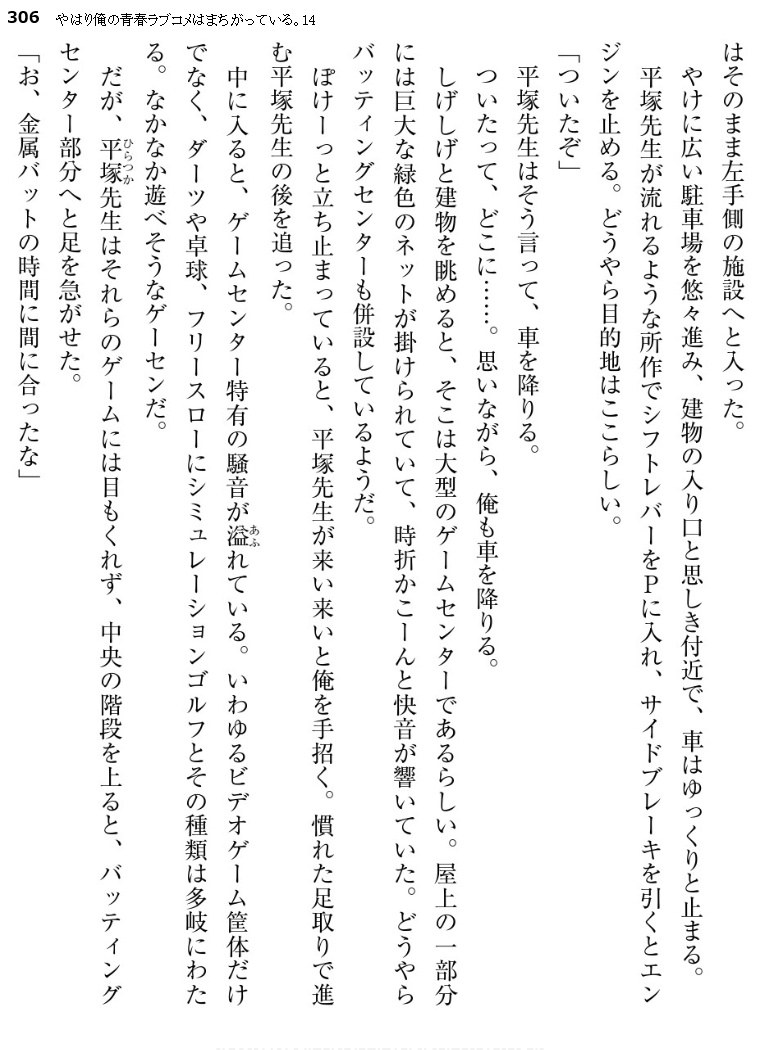 306 やはり俺の青春ラブコメはまちがっている。14
はそのまま左手側の施設へと入った。
やけに広い駐車場を悠々進み、建物の入り口と思しき付近で、車はゆっくりと止まる。
平塚先生が流れるような所作でシフトレバーをPに入れ、サイドブレーキを引くとエン
ジンを止める。どうやら目的地はここらしい。
「ついたぞ」
平塚先生はそう言って、車を降りる。
ついたって、どこに……。思いながら、俺も車を降りる。
しげしげと建物を眺めると、そこは大型のゲームセンターであるらしい。屋上の一部分
には巨大な緑色のネットが掛けられていて、時折かこーんと快音が響いていた。どうやら
バッティングセンターも併設しているようだ。
ぽけーっと立ち止まっていると、平塚先生が来い来いと俺を手招く。慣れた足取りで進
む平塚先生の後を追った。
中に入ると、ゲームセンター特有の騒音が溢あふれている。いわゆるビデオゲーム筐体だけ
でなく、ダーツや卓球、フリースローにシミュレーションゴルフとその種類は多岐にわた
る。なかなか遊べそうなゲーセンだ。
だが、平塚ひらつか先生はそれらのゲームには目もくれず、中央の階段を上ると、バッティング
センター部分へと足を急がせた。
「お、金属バットの時間に間に合ったな」